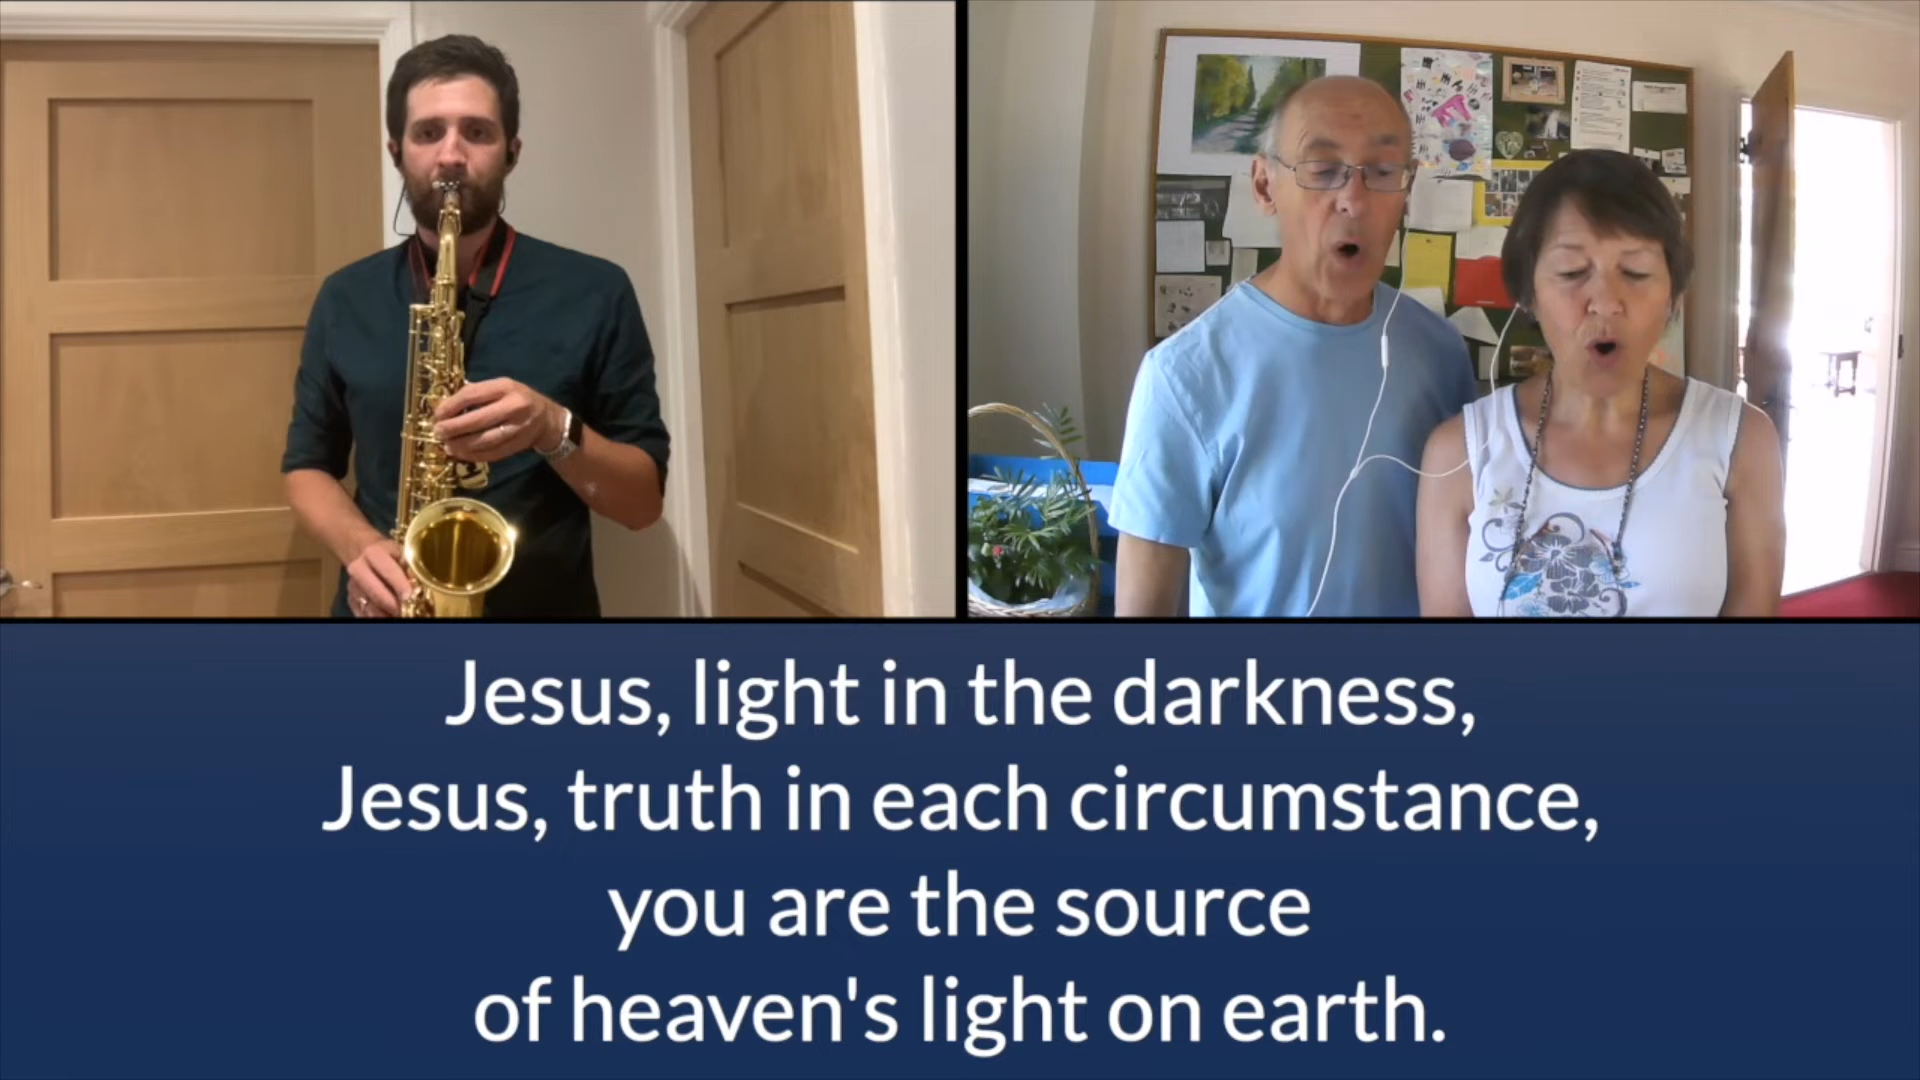 Jesus, light in the darkness,
Jesus, truth in each circumstance,
you are the source
of heaven's light on earth.